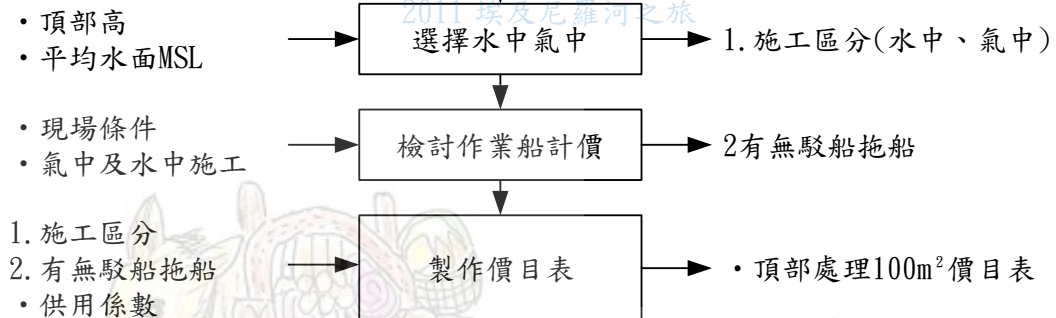 2011 埃及尼羅河之旅
・頂部高
・平均水面MSL
選擇水中氣中
1.施工區分(水中、氣中)
・現場條件
・氣中及水中施工
檢討作業船計價
2有無駁船拖船
1.施工區分
2.有無駁船拖船
・供用係數
製作價目表
・頂部處理100m²價目表